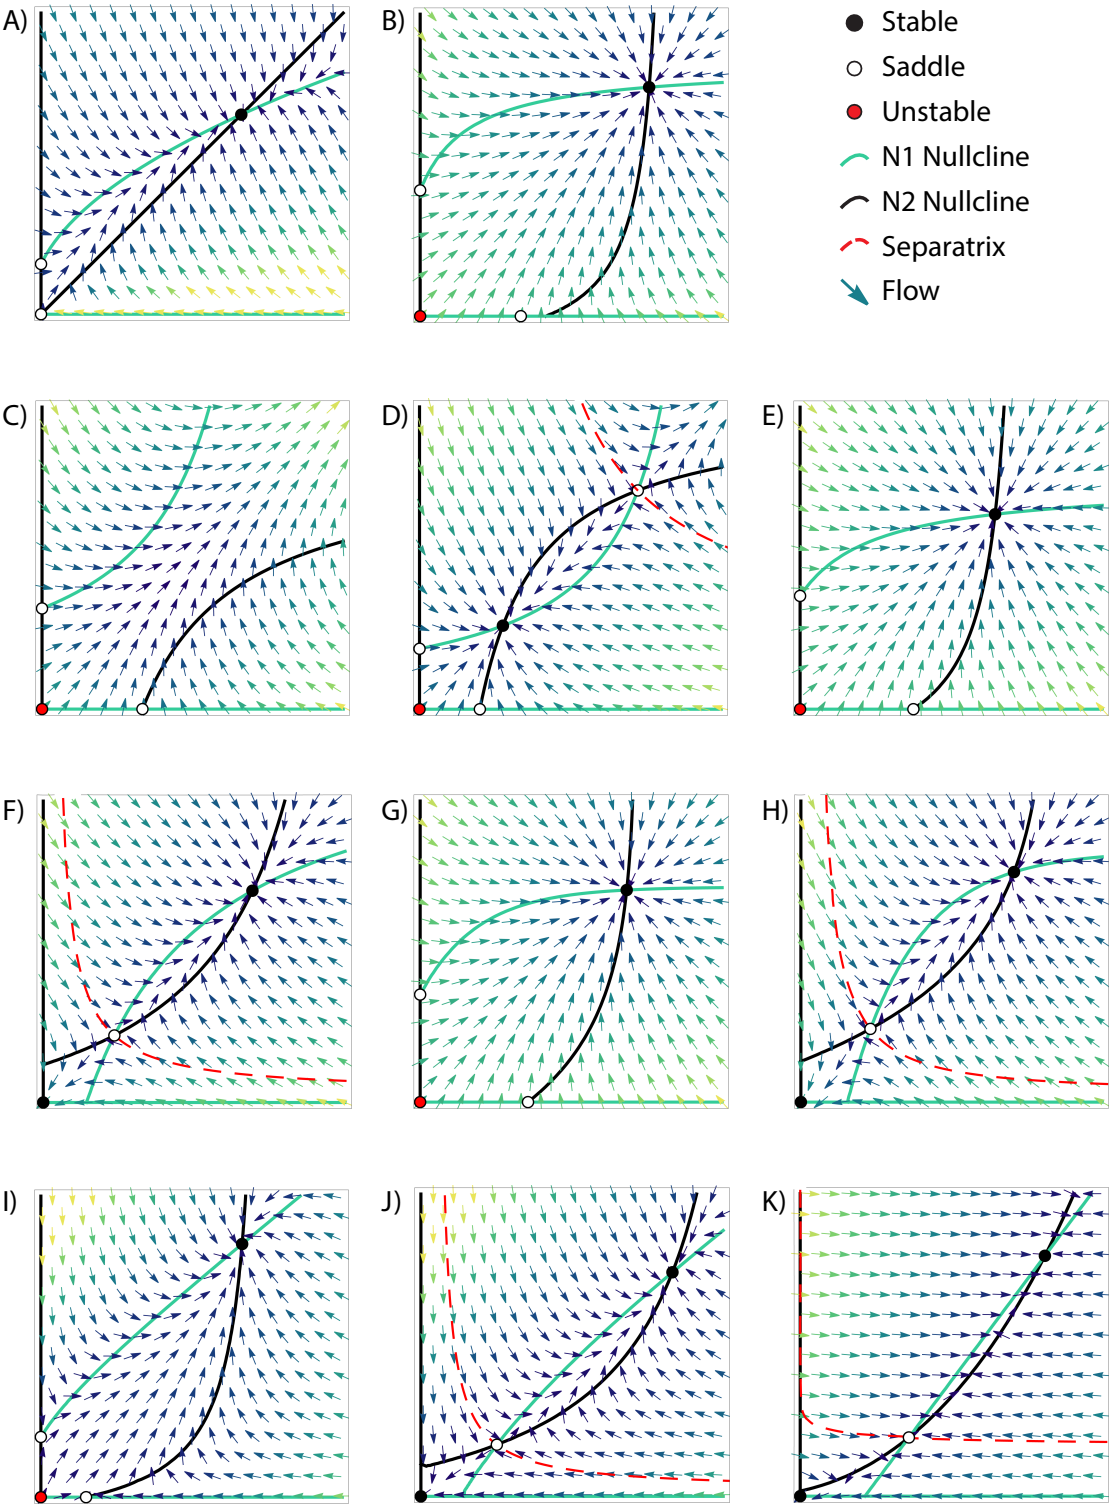 A)
B)
Stable
Saddle
Unstable
N1 Nullcline
N2 Nullcline
Separatrix
Flow
C)
D)
E)
F)
G)
H)
I)
J)
K)